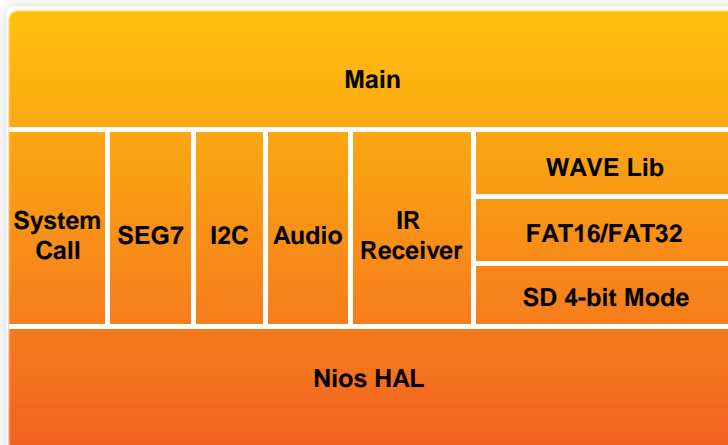 Main
System
Call
SEG7
I2C
Audio
IR
Receiver
WAVE Lib
FAT16/FAT32
SD 4-bit Mode
Nios HAL